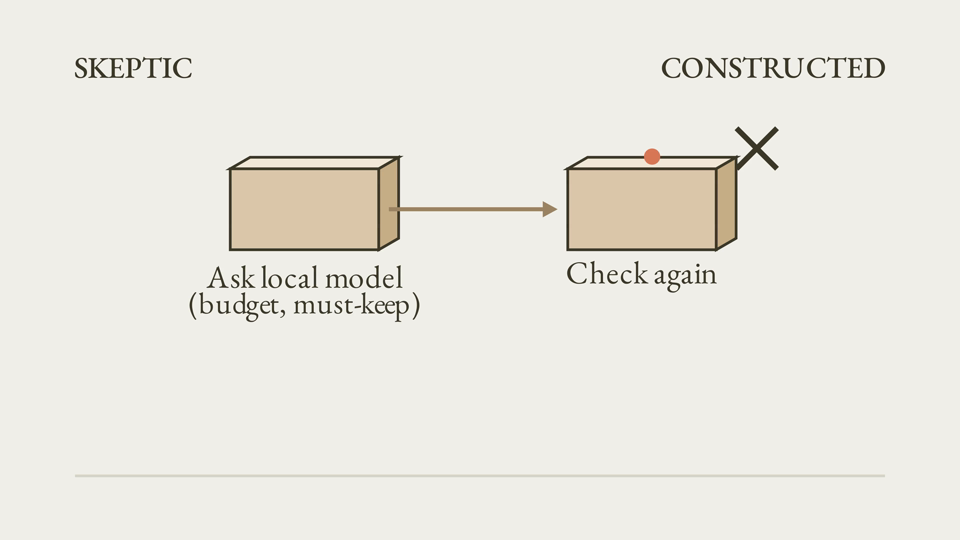 SKEPTIC
CONSTRUCTED
Ask local model
(budget, must-keep)
Check again